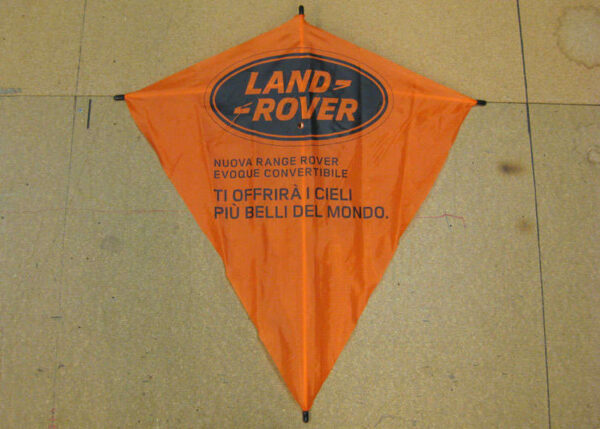 LAND-
-ROVER
NUOVA RANGE ROVER
EVOQUE CONVERTIBILE
TI OFFRIRÀ I CIELI
PIÙ BELLI DEL MONDO.